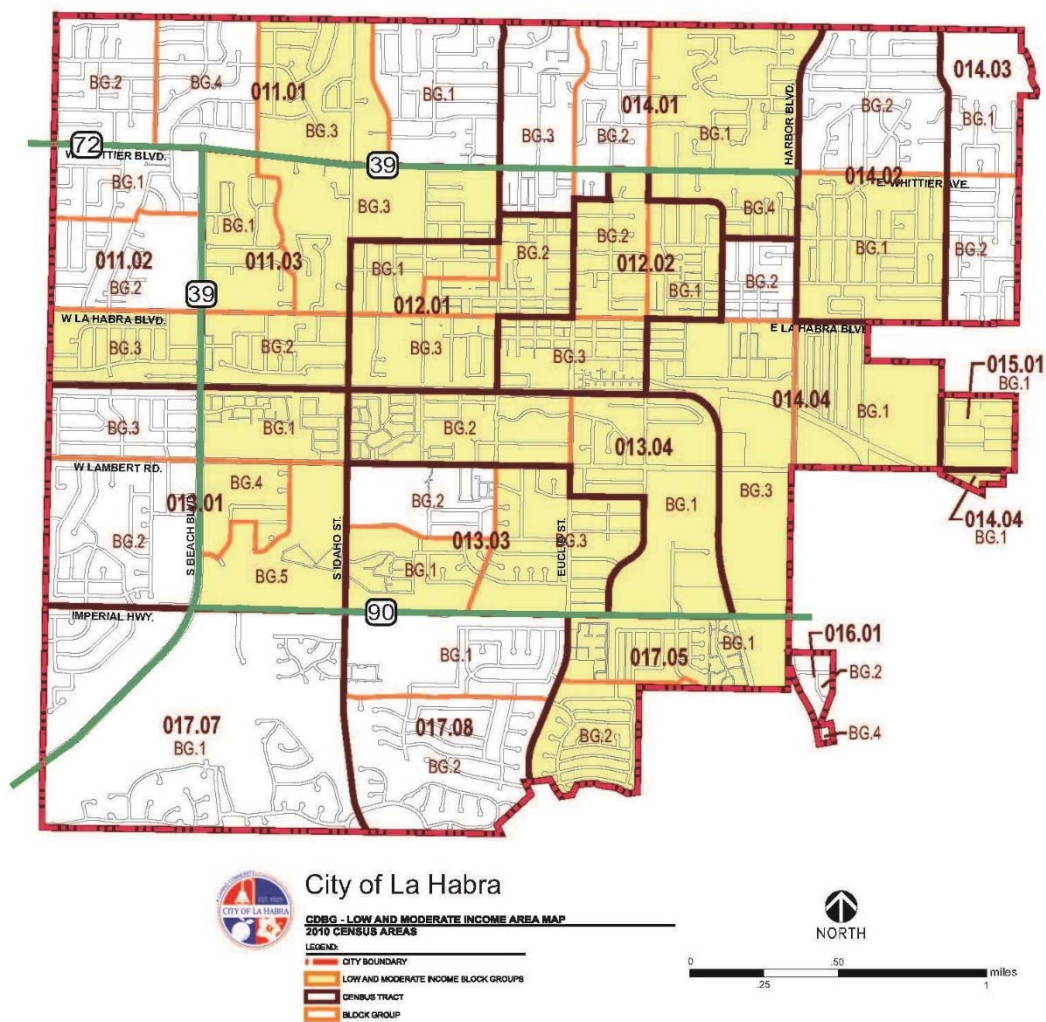 014.03
BG.2
BG.4
011.01
BG.1
014.01
BG.2
BG.1
BG.3
BG.3
BG.2
BG.1
HARBOR BLVD.
72
39
W. WHITTIER BLVD.
014.02
E. WHITTIER AVE.
BG.1
BG.3
BG.4
BG.1
BG.2
BG.2
011.02
011.03
BG.1
012.01
BG.2
012.02
BG.1
BG.2
BG.1
BG.2
39
W LA HABRA BLVD.
E LA HABRA BLV
BG.3
BG.2
BG.3
BG.3
015.01
BG.1
014.04
BG.1
BG.3
BG.1
BG.2
013.04
W LAMBERT RD.
BG.4
BG.2
BG.1
BG.3
014.04
BG.1
BG.2
S BEACH BLVD
BG.5
S IDAHO ST.
013.03
BG.1
EUCLID ST.
BG.3
IMPERIAL HWY.
90
016.01
BG.1
017.05
BG.1
BG.2
017.07
BG.1
017.08
BG.2
BG.2
BG.4
CITY OF LA HABRA
EST. 1925
City of La Habra
CDBG - LOW AND MODERATE INCOME AREA MAP
2010 CENSUS AREAS
LEGEND:
CITY BOUNDARY
LOW AND MODERATE INCOME BLOCK GROUPS
CENSUS TRACT
BLOCK GROUP
NORTH
0 .50 miles
.25 1